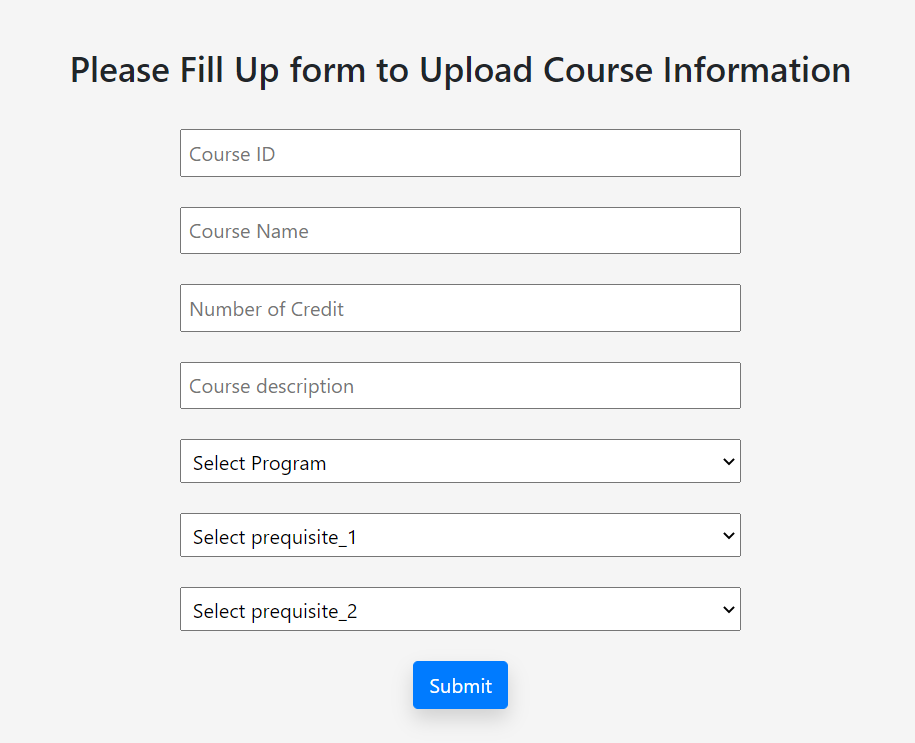 Please Fill Up form to Upload Course Information
Course ID
Course Name
Number of Credit
Course description
Select Program
Select prequisite_1
Select prequisite_2
Submit